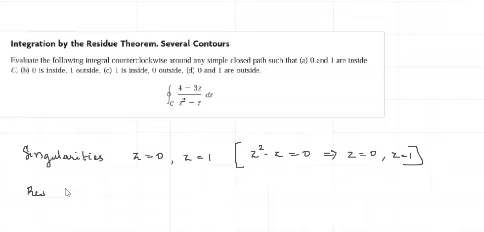 Integration by the Residue Theorem. Several Contours
Evaluate the following integral counterclockwise around any simple closed path such that (a) 0 and 1 are inside
C, (b) 0 is inside, 1 outside, (c) 1 is inside, 0 outside, (d) 0 and 1 are outside.
∮_C (4 − 3z)/(z² − z) dz
Singularities z = 0 , z = 1 [ z² - z = 0 ⇒ z = 0 , z = 1 ]
Res